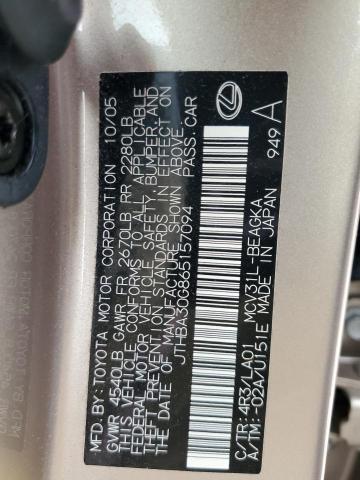 MFD.BY: TOYOTA MOTOR CORPORATION 10/05
GVWR 4540LB GAWR FR 2670LB RR 2280LB
THIS VEHICLE CONFORMS TO ALL APPLICABLE
FEDERAL MOTOR VEHICLE SAFETY, BUMPER, AND
THEFT PREVENTION STANDARDS IN EFFECT ON
THE DATE OF MANUFACTURE SHOWN ABOVE.
JTHBA30G865157094 PASS.CAR
C/TR: 4R3/LA01 MCV31L-BEAGKA
A/TM: -02A/U151E MADE IN JAPAN 949 A